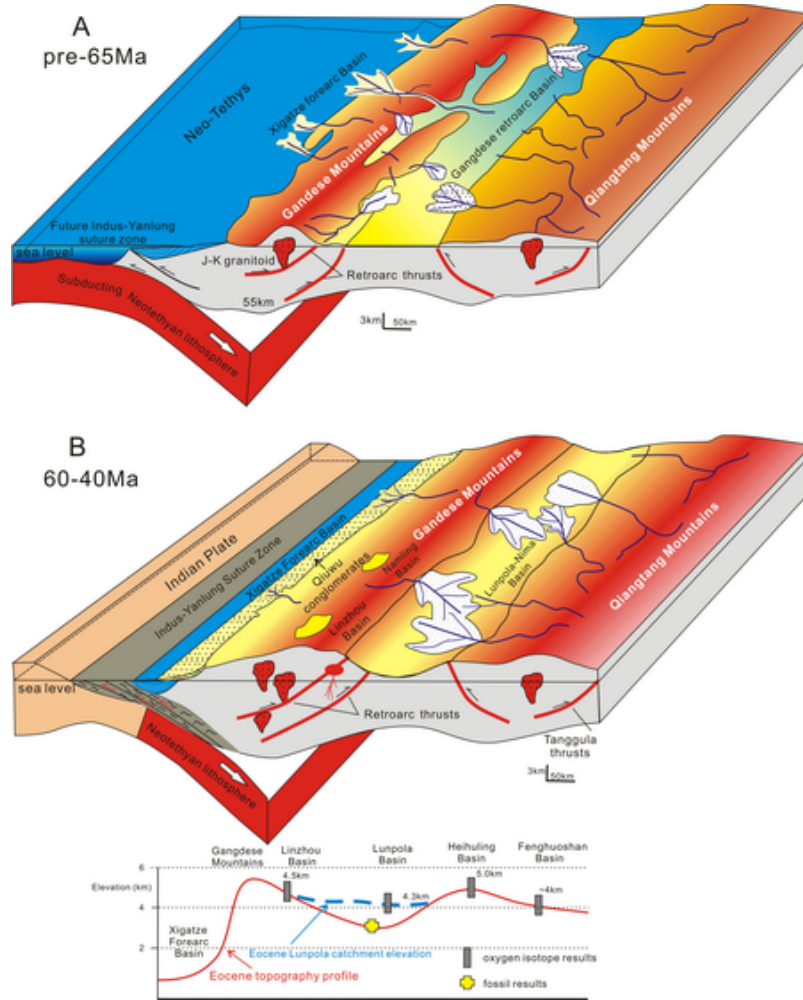 A
pre-65Ma
Neo-Tethys
Xigatze forearc Basin
Gandese Mountains
Gangdese retroarc Basin
Qiangtang Mountains
Future Indus-Yanlung
suture zone
sea level
J-K granitoid
Retroarc thrusts
Subducting Neotethyan lithosphere
55km
3km 50km
B
60-40Ma
Indian Plate
Indus-Yanlung Suture Zone
Xigatze Forearc Basin
Qiuwu
conglomerates
Gandese Mountains
Namling
Basin
Linzhou
Basin
Lunpola-Nima
Basin
Qiangtang Mountains
sea level
Retroarc thrusts
Neotethyan
lithosphere
Tanggula
thrusts
3km 50km
Gangdese
Mountains
Linzhou
Basin
Lunpola
Basin
Heihuling
Basin
Fenghuoshan
Basin
6
Elevation (km)
4
2
4.5km
4.3km
5.0km
~4km
Xigatze
Forearc
Basin
Eocene Lunpola catchment elevation
Eocene topography profile
oxygen isotope results
fossil results